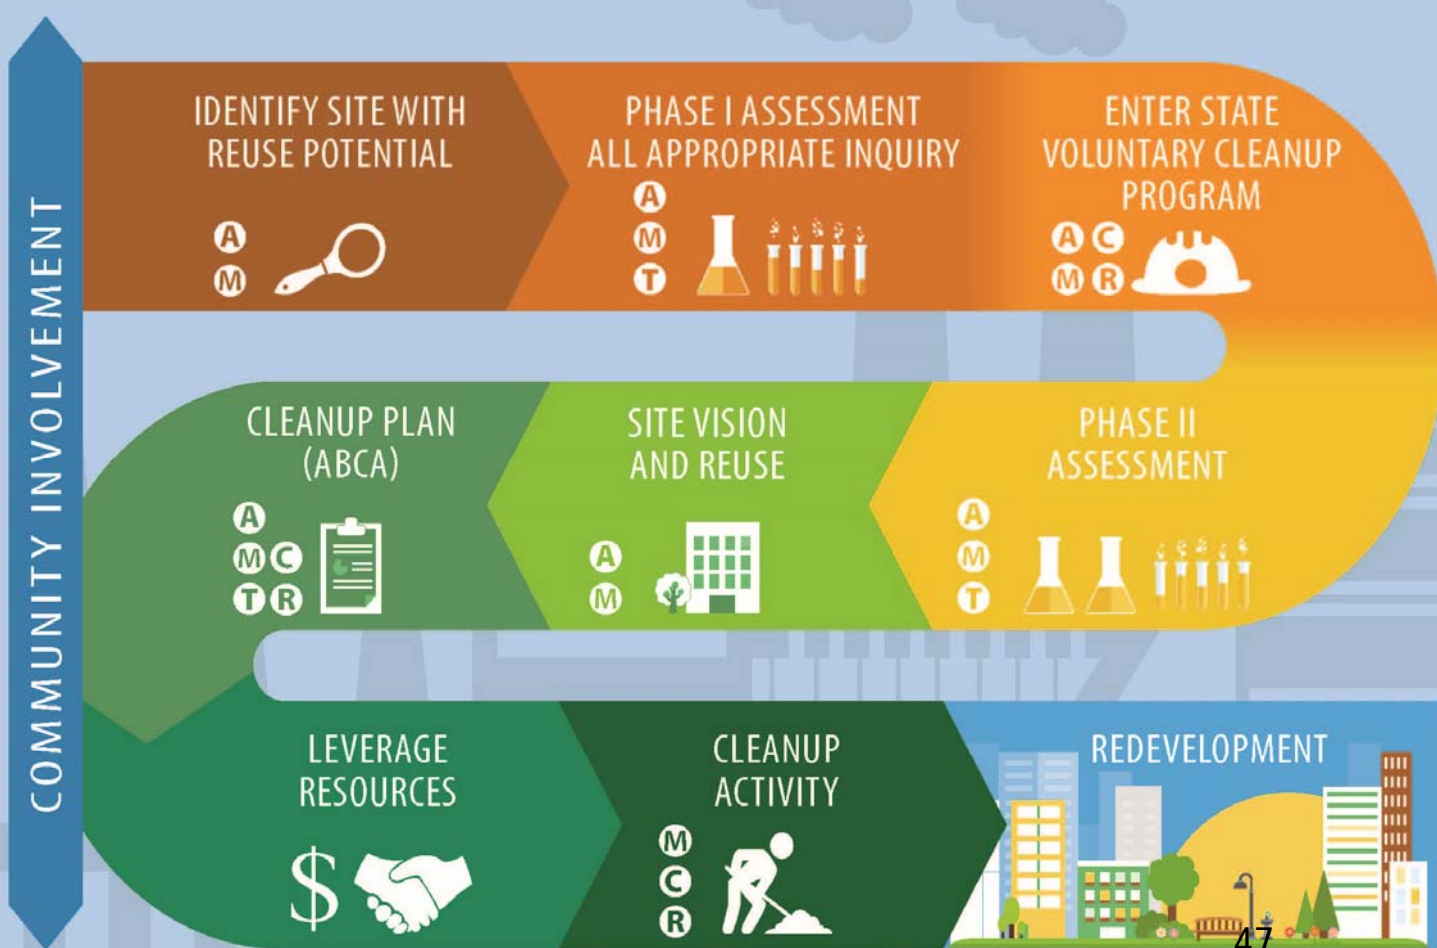 COMMUNITY INVOLVEMENT
IDENTIFY SITE WITH
REUSE POTENTIAL
A
M
PHASE I ASSESSMENT
ALL APPROPRIATE INQUIRY
A
M
T
ENTER STATE
VOLUNTARY CLEANUP
PROGRAM
A C
M R
PHASE II
ASSESSMENT
A
M
T
SITE VISION
AND REUSE
A
M
CLEANUP PLAN
(ABCA)
A
M C
T R
LEVERAGE
RESOURCES
$
CLEANUP
ACTIVITY
M
C
R
REDEVELOPMENT
47